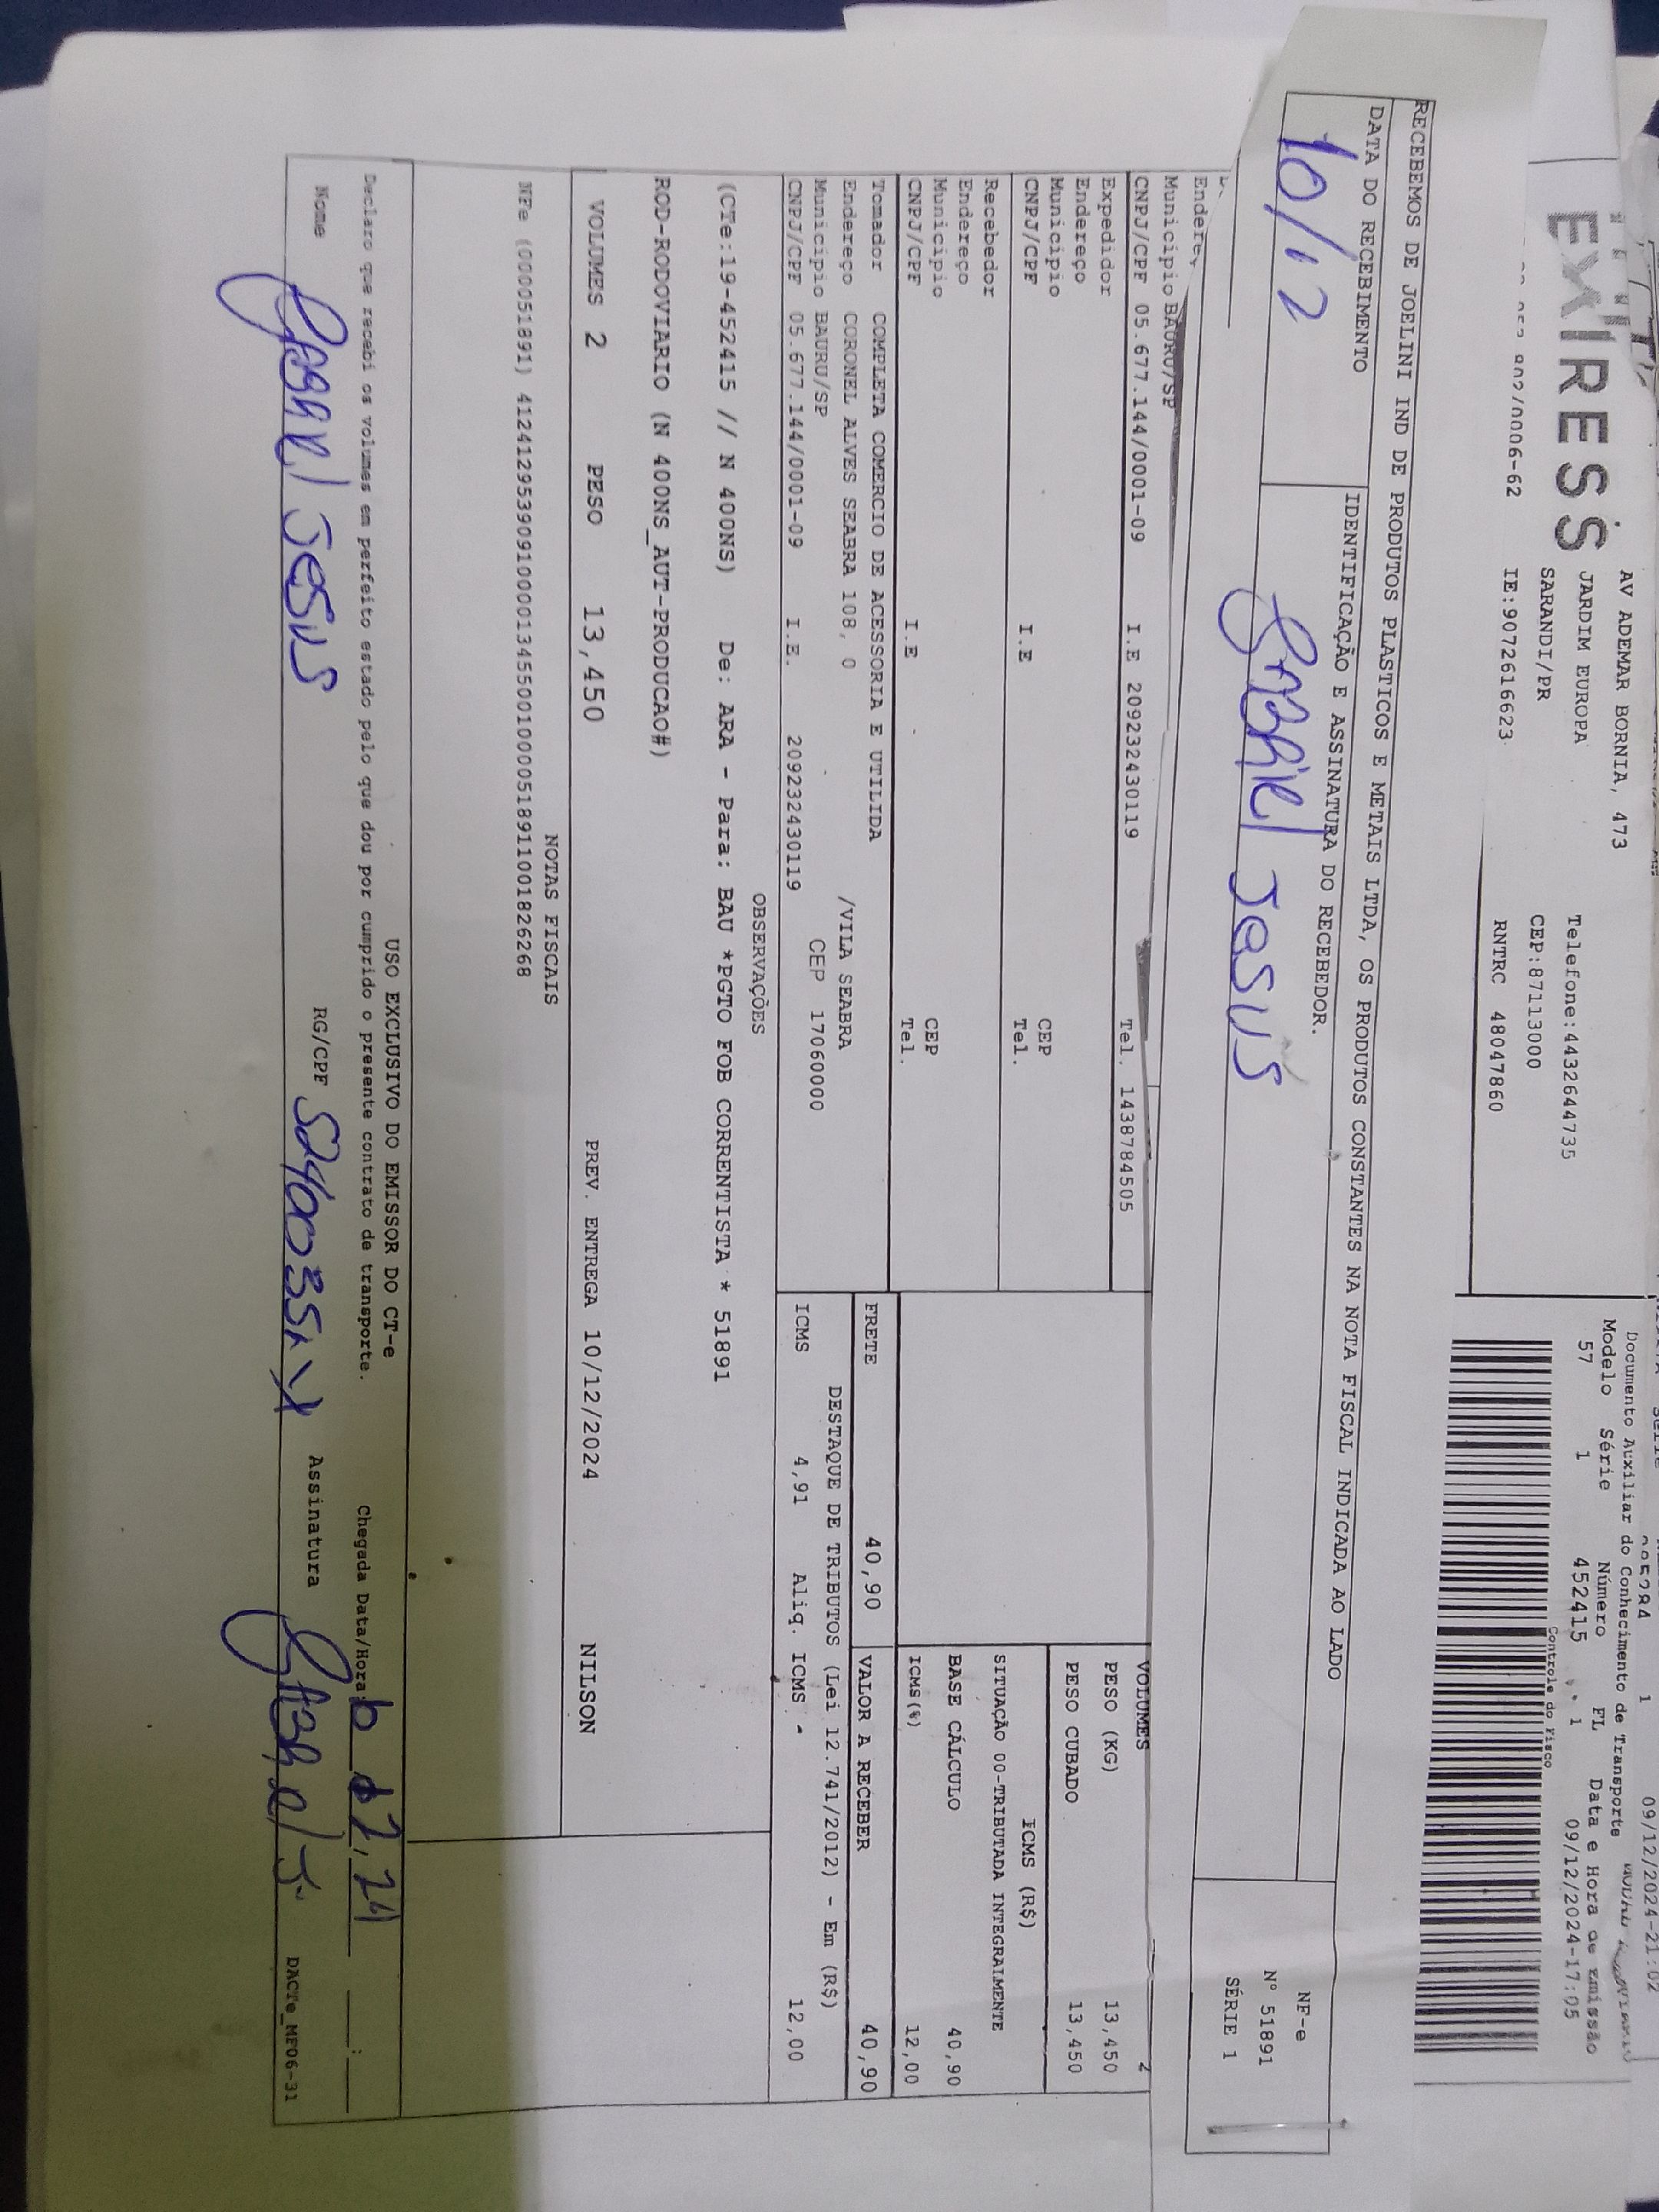 EXPRESS
AV ADEMAR BORNIA, 473
JARDIM EUROPA
SARANDI/PR
IE:9072616623
Telefone:4432644735
CEP:87113000
RNTRC 48047860
09/12/2024-21:02
Documento Auxiliar do Conhecimento de Transporte
Modelo Série Número FL Data e Hora de Emissão
57 1 452415 1 09/12/2024-17:05
Controle do Fisco
RECEBEMOS DE JOELINI IND DE PRODUTOS PLASTICOS E METAIS LTDA, OS PRODUTOS CONSTANTES NA NOTA FISCAL INDICADA AO LADO
DATA DO RECEBIMENTO
10/12
IDENTIFICAÇÃO E ASSINATURA DO RECEBEDOR.
Gabriel Jesus
NF-e
Nº 51891
SÉRIE 1
Município BAURU/SP
CNPJ/CPF 05.677.144/0001-09 I.E 209232430119 Tel. 1438784505
Expedidor
Endereço
Município CEP
CNPJ/CPF I.E Tel.
Recebedor
Endereço
Município CEP
CNPJ/CPF I.E Tel.
Tomador COMPLETA COMERCIO DE ACESSORIA E UTILIDA
Endereço CORONEL ALVES SEABRA 108, 0 /VILA SEABRA
Município BAURU/SP CEP 17060000
CNPJ/CPF 05.677.144/0001-09 I.E. 209232430119
VOLUMES 2
PESO (KG) 13,450
PESO CUBADO 13,450
ICMS (R$)
SITUAÇÃO 00-TRIBUTADA INTEGRALMENTE
BASE CÁLCULO 40,90
ICMS(%) 12,00
FRETE 40,90 VALOR A RECEBER 40,90
DESTAQUE DE TRIBUTOS (Lei 12.741/2012) - Em (R$)
ICMS 4,91 Aliq. ICMS - 12,00
OBSERVAÇÕES
(CTe:19-452415 // N 400NS) De: ARA - Para: BAU *PGTO FOB CORRENTISTA * 51891
ROD-RODOVIARIO (N 400NS_AUT-PRODUCAO#)
VOLUMES 2 PESO 13,450 PREV. ENTREGA 10/12/2024 NILSON
NOTAS FISCAIS
NFe (000051891) 41241295390910000134550010000518911001826268
USO EXCLUSIVO DO EMISSOR DO CT-e
Declaro que recebi os volumes em perfeito estado pelo que dou por cumprido o presente contrato de transporte. Chegada Data/Hora
Nome Gabriel Jesus RG/CPF Assinatura Gabriel J.
DACTe_MF06-31